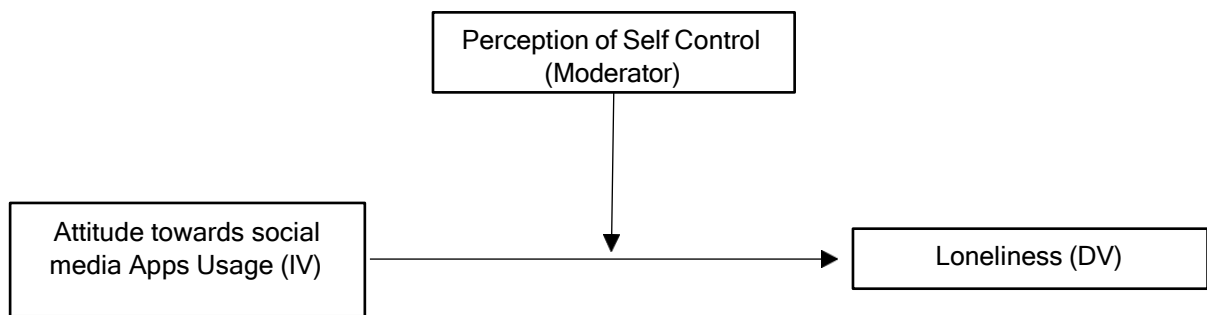 Perception of Self Control
(Moderator)
Attitude towards social
media Apps Usage (IV)
Loneliness (DV)